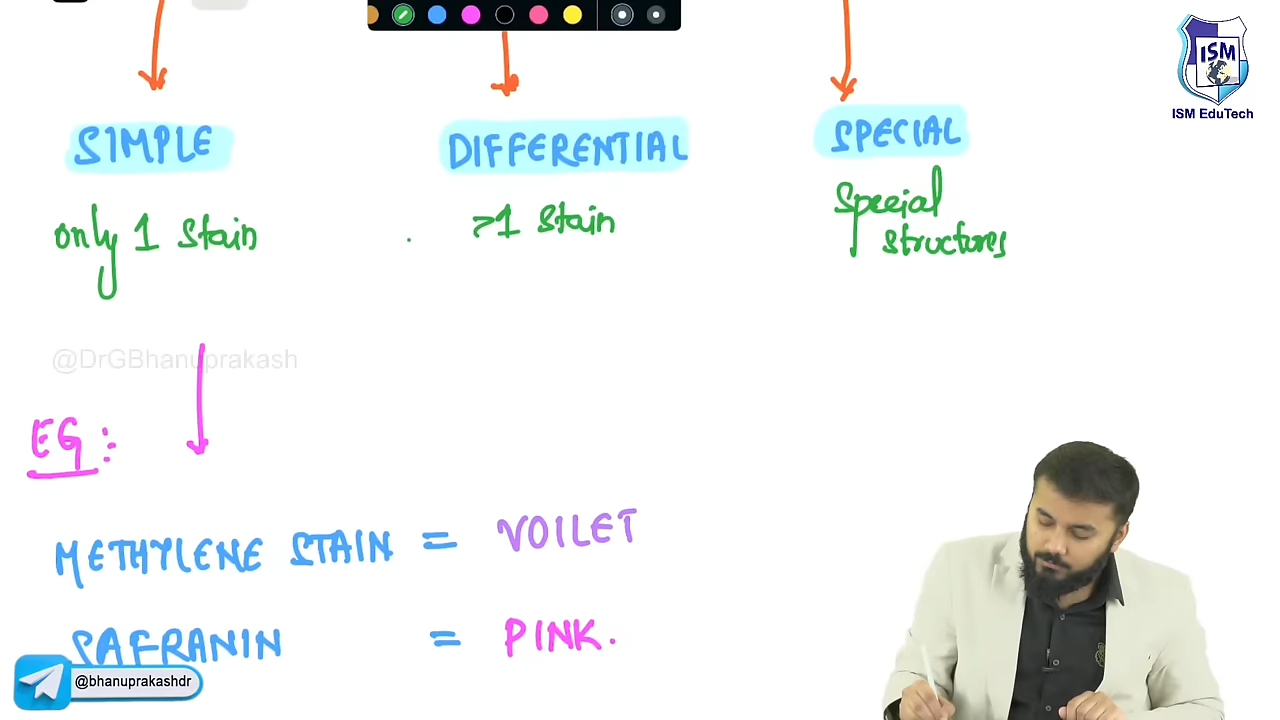 ISM
ISM EduTech
SIMPLE
DIFFERENTIAL
SPECIAL
only 1 Stain
>1 Stain
Special
Structures
@DrGBhanuprakash
EG:
METHYLENE STAIN = VOILET
SAFRANIN = PINK.
@bhanuprakashdr